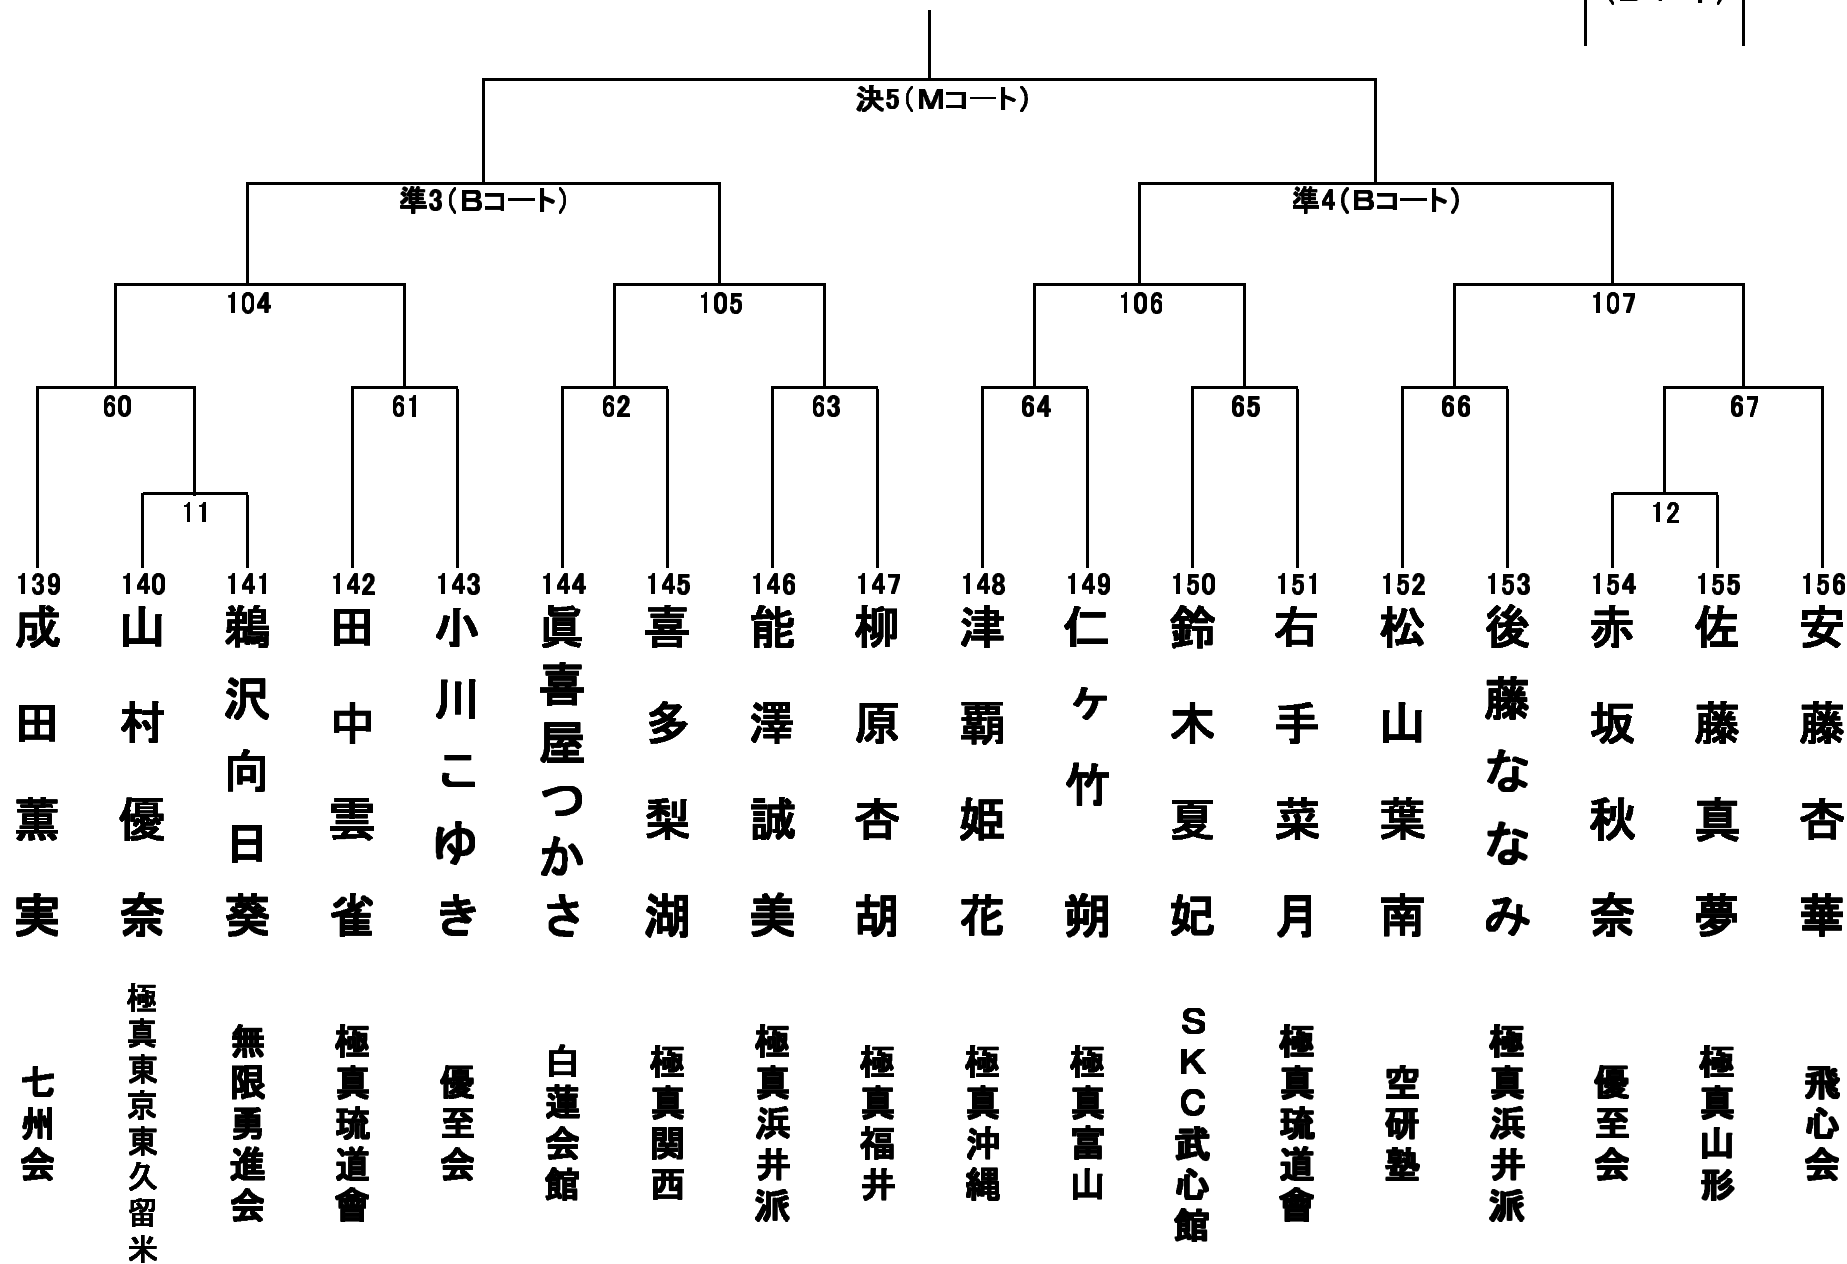 決5(Mコート)
準3(Bコート)
準4(Bコート)
104
105
106
107
60
61
62
63
64
65
66
67
11
12
139
140
141
142
143
144
145
146
147
148
149
150
151
152
153
154
155
156
成田薫実
山村優奈
鵜沢向日葵
田中雲雀
小川こゆき
眞喜屋つかさ
喜多梨湖
能澤誠美
柳原杏胡
津覇姫花
仁ヶ竹朔
鈴木夏妃
右手菜月
松山葉南
後藤ななみ
赤坂秋奈
佐藤真夢
安藤杏華
七州会
極真東京東久留米
無限勇進会
極真琉道會
優至会
白蓮会館
極真関西
極真浜井派
極真福井
極真沖縄
極真富山
SKC武心館
極真琉道會
空研塾
極真浜井派
優至会
極真山形
飛心会